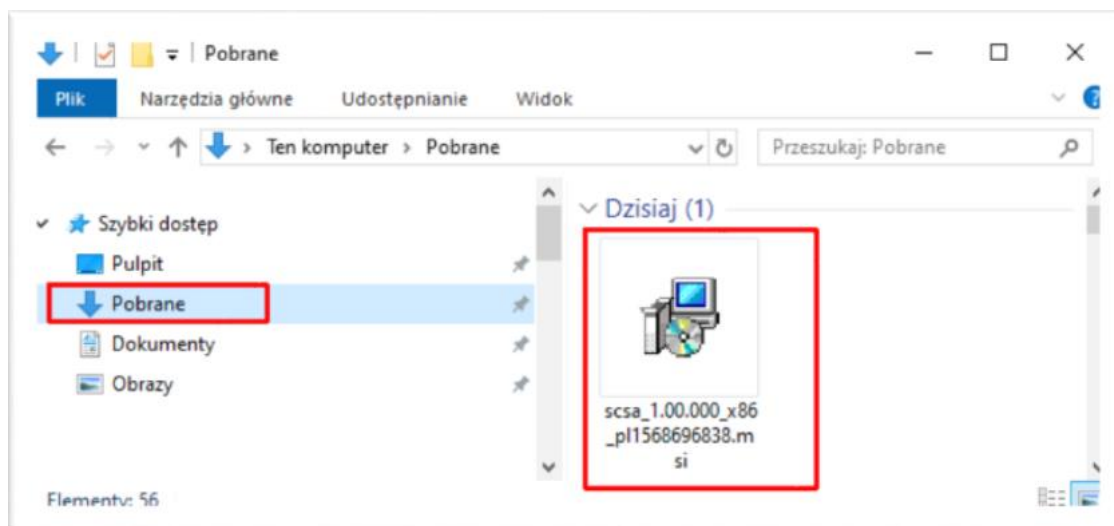 Pobrane
Plik Narzędzia główne Udostępnianie Widok
Ten komputer > Pobrane Przeszukaj: Pobrane
Szybki dostęp
Pulpit
Pobrane
Dokumenty
Obrazy
Dzisiaj (1)
scsa_1.00.000_x86
_pl1568696838.m
si
Elementy: 56